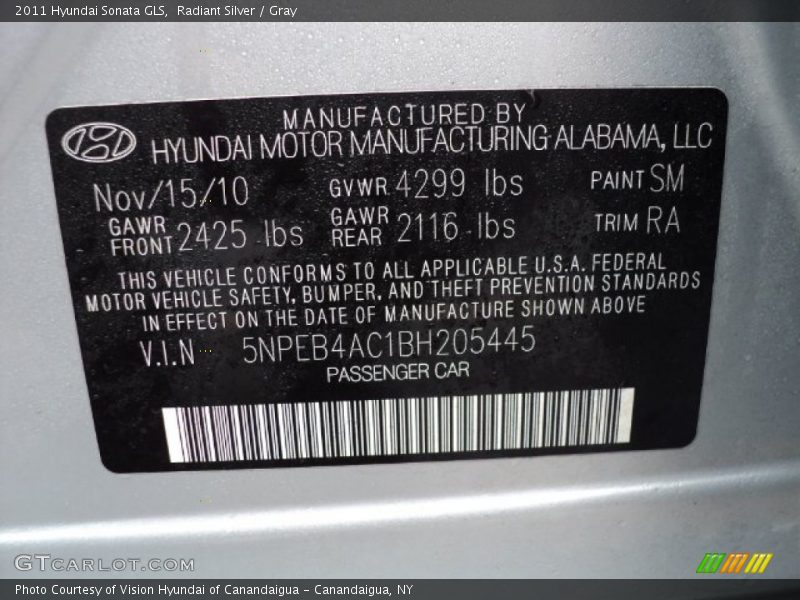 2011 Hyundai Sonata GLS, Radiant Silver / Gray
MANUFACTURED BY
HYUNDAI MOTOR MANUFACTURING ALABAMA, LLC
Nov/15/10 GVWR 4299 lbs PAINT SM
GAWR FRONT 2425 lbs GAWR REAR 2116 lbs TRIM RA
THIS VEHICLE CONFORMS TO ALL APPLICABLE U.S.A. FEDERAL
MOTOR VEHICLE SAFETY, BUMPER, AND THEFT PREVENTION STANDARDS
IN EFFECT ON THE DATE OF MANUFACTURE SHOWN ABOVE
V.I.N 5NPEB4AC1BH205445
PASSENGER CAR
GTCARLOT.COM
Photo Courtesy of Vision Hyundai of Canandaigua - Canandaigua, NY